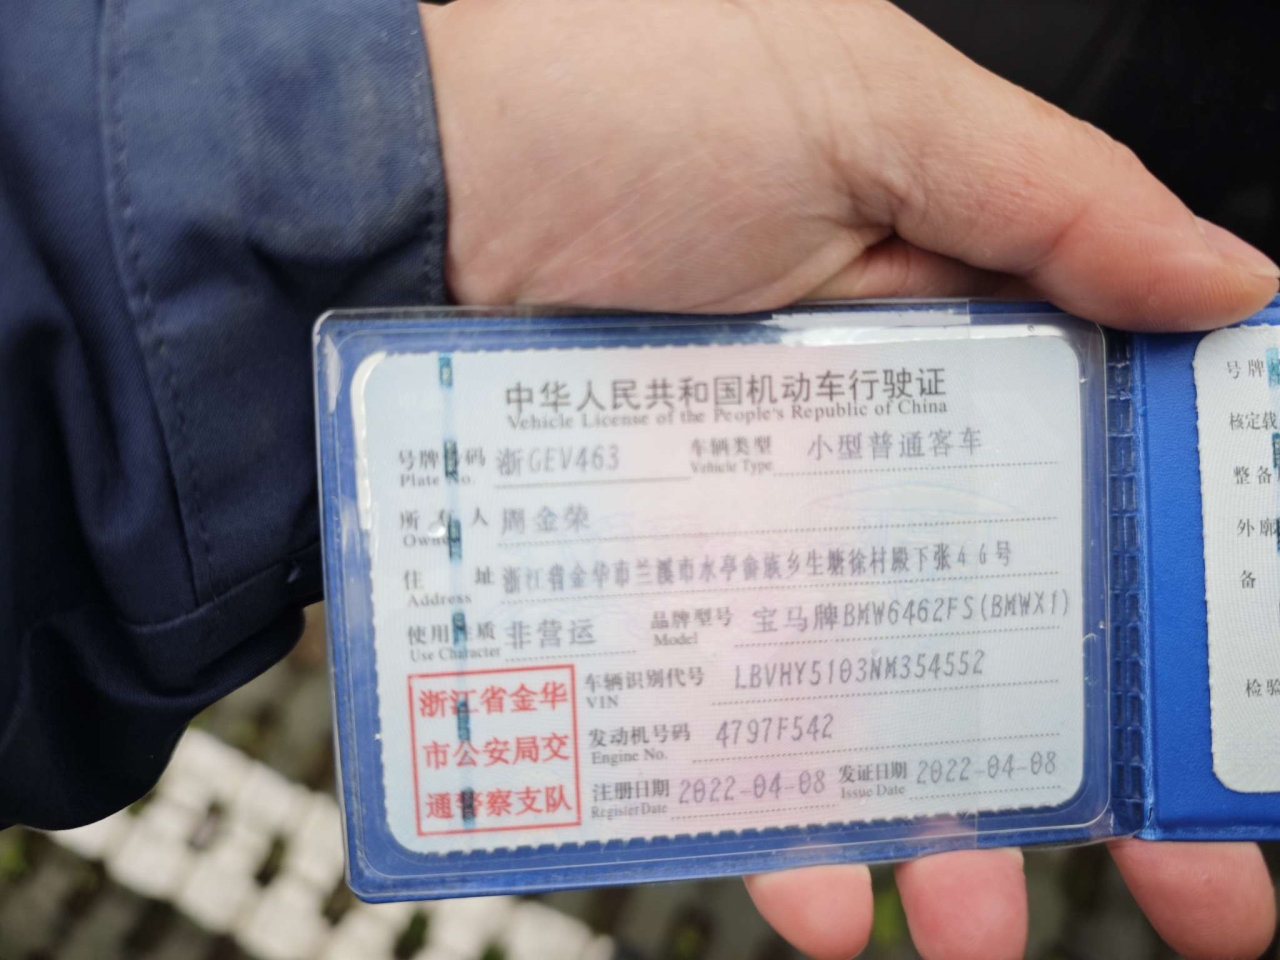 中华人民共和国机动车行驶证
Vehicle License of the People's Republic of China
号牌号码 浙GEV463 车辆类型 小型普通客车
Plate No. Vehicle Type
所有人 周金荣
Owner
住址 浙江省金华市兰溪市水亭畲族乡生塘徐村殿下张46号
Address
使用性质 非营运 品牌型号 宝马牌BMW6462FS(BMWX1)
Use Character Model
浙江省金华
市公安局交
通警察支队
车辆识别代号 LBVHY5103NM354552
VIN
发动机号码 4797F542
Engine No.
注册日期 2022-04-08 发证日期 2022-04-08
Register Date Issue Date
号牌
核定载
整备
外廓
备
检验